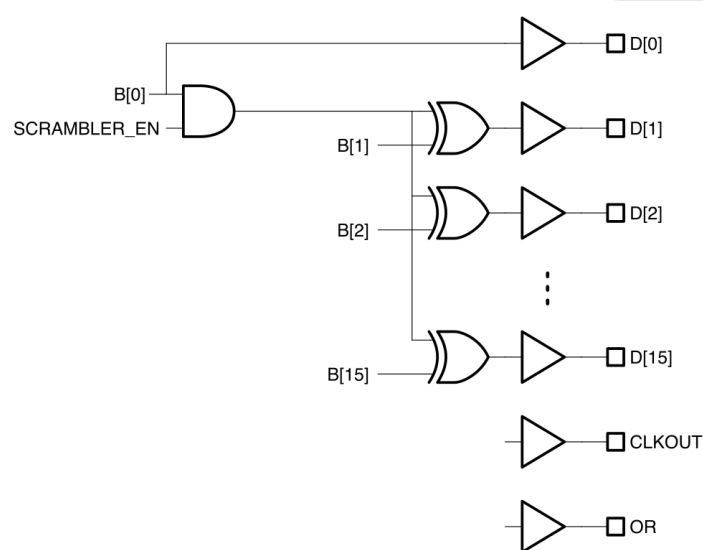 D[0]
B[0]
SCRAMBLER_EN
D[1]
B[1]
D[2]
B[2]
D[15]
B[15]
CLKOUT
OR